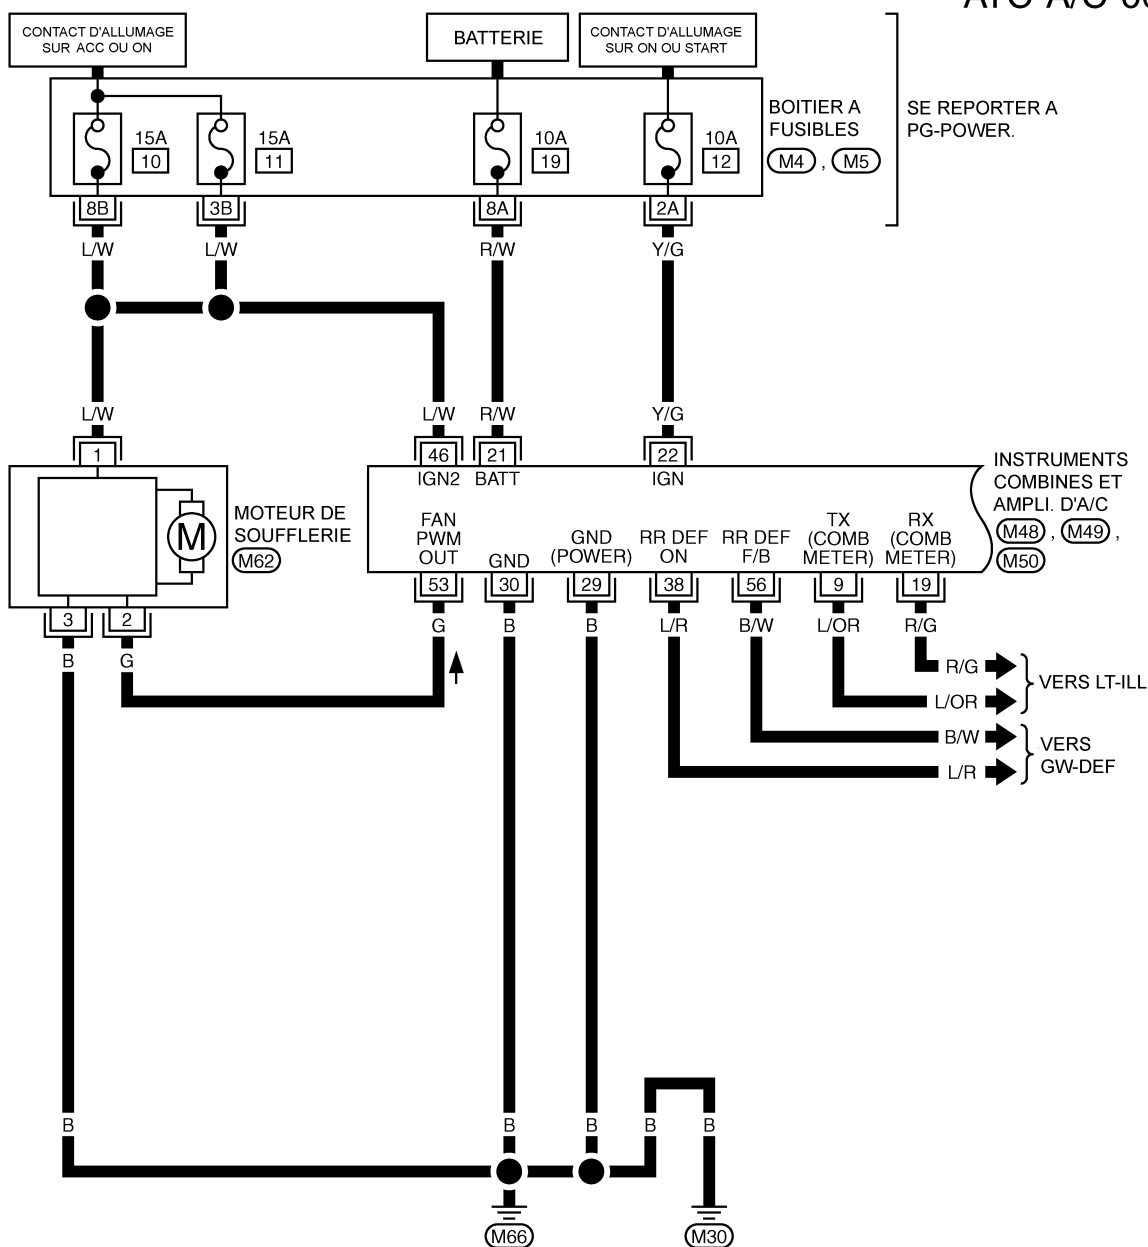 ATC A/C
CONTACT D'ALLUMAGE
SUR ACC OU ON
BATTERIE
CONTACT D'ALLUMAGE
SUR ON OU START
15A
10
15A
11
10A
19
10A
12
BOITIER A
FUSIBLES
M4 , M5
SE REPORTER A
PG-POWER.
8B
3B
8A
2A
L/W
L/W
R/W
Y/G
L/W
L/W
R/W
Y/G
1
46
21
22
IGN2
BATT
IGN
M
MOTEUR DE
SOUFFLERIE
M62
FAN
PWM
OUT
GND
GND
(POWER)
RR DEF
ON
RR DEF
F/B
TX
(COMB
METER)
RX
(COMB
METER)
INSTRUMENTS
COMBINES ET
AMPLI. D'A/C
M48 , M49 ,
M50
53
30
29
38
56
9
19
3
2
G
B
B
L/R
B/W
L/OR
R/G
B
G
R/G
L/OR
VERS LT-ILL
B/W
L/R
VERS
GW-DEF
B
B
B
B
B
M66
M30